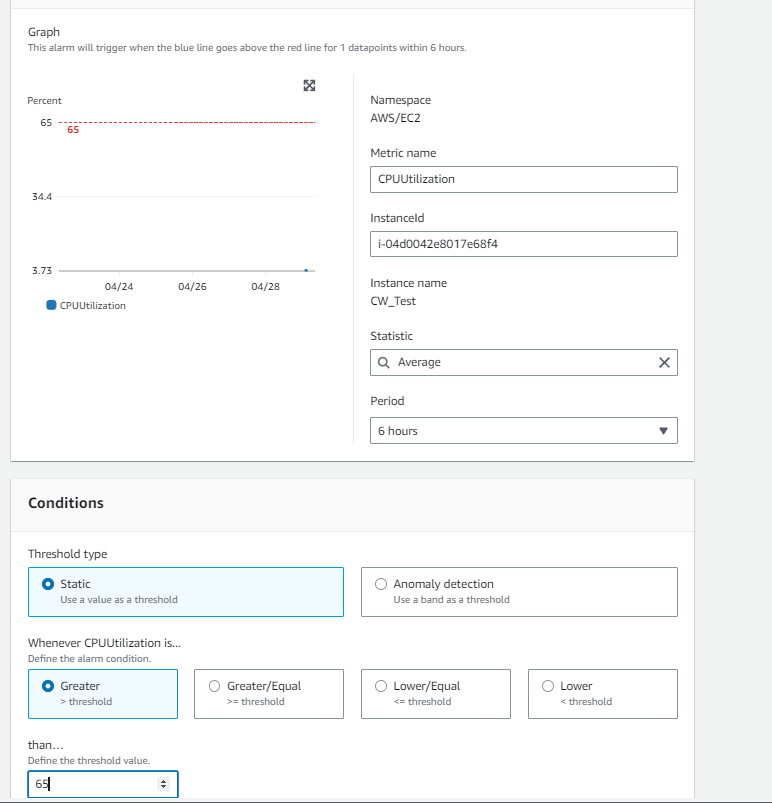 Graph
This alarm will trigger when the blue line goes above the red line for 1 datapoints within 6 hours.
Percent
65
65
34.4
3.73
04/24 04/26 04/28
CPUUtilization
Namespace
AWS/EC2
Metric name
CPUUtilization
InstanceId
i-04d0042e8017e68f4
Instance name
CW_Test
Statistic
Average
Period
6 hours
Conditions
Threshold type
Static
Use a value as a threshold
Anomaly detection
Use a band as a threshold
Whenever CPUUtilization is...
Define the alarm condition.
Greater
> threshold
Greater/Equal
>= threshold
Lower/Equal
<= threshold
Lower
< threshold
than...
Define the threshold value.
65